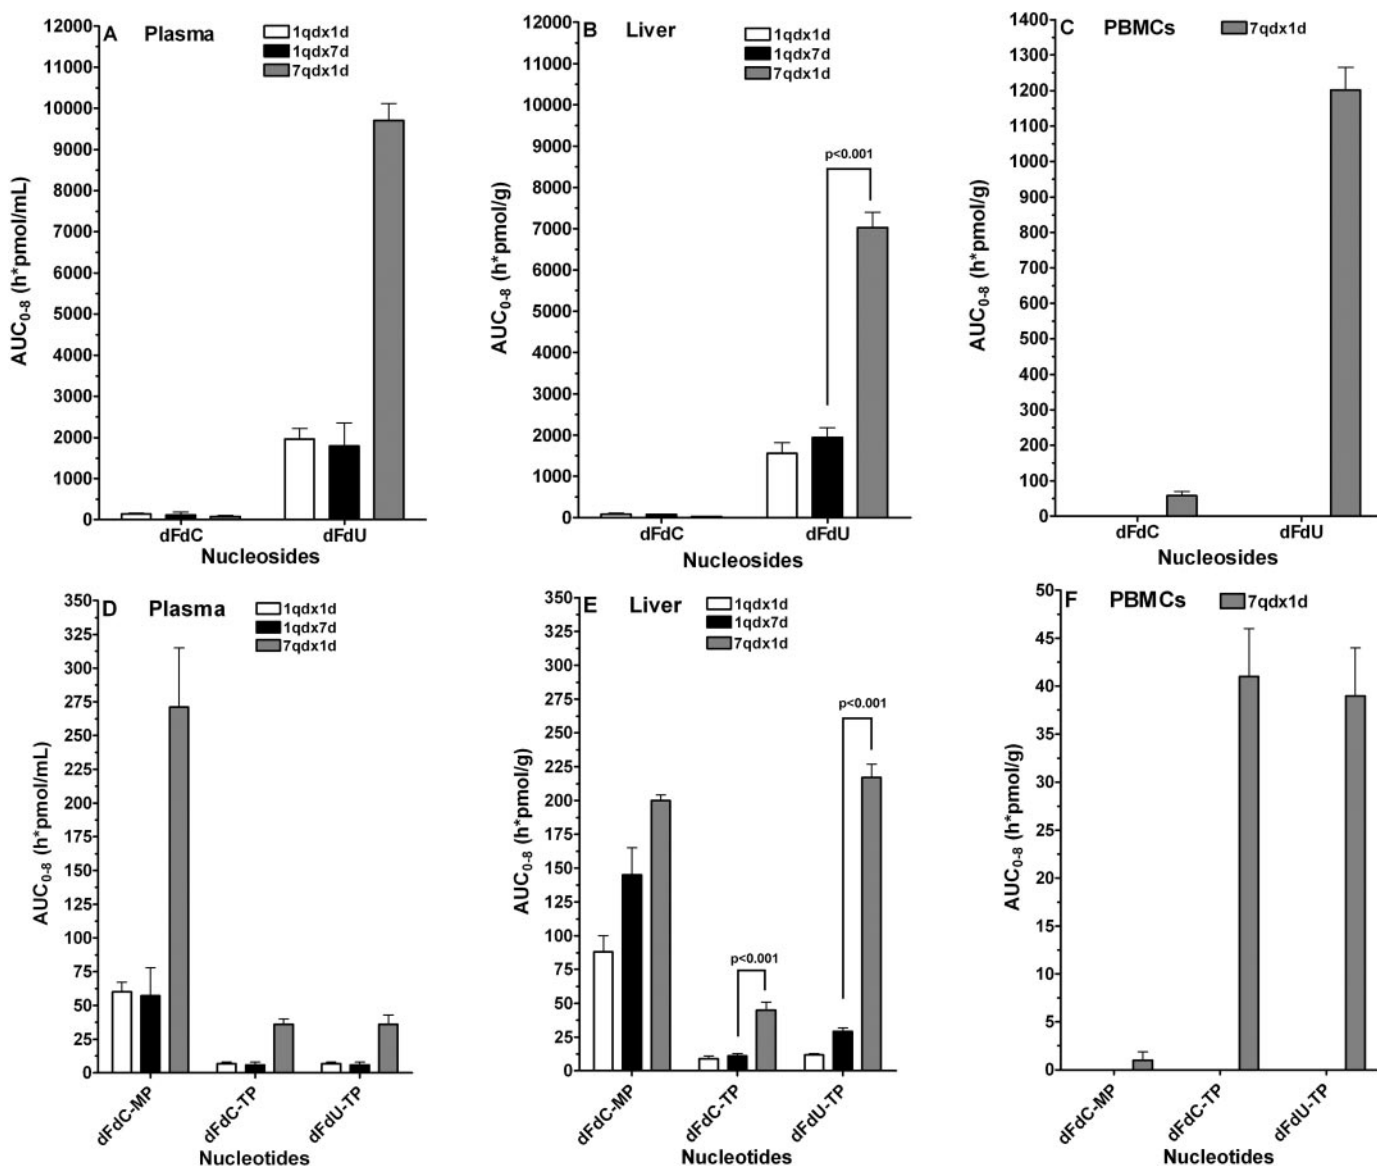 A Plasma
1qdx1d
1qdx7d
7qdx1d
12000
11000
10000
9000
8000
7000
6000
5000
4000
3000
2000
1000
0
AUC0-8 (h*pmol/mL)
dFdC dFdU
Nucleosides
B Liver
1qdx1d
1qdx7d
7qdx1d
12000
11000
10000
9000
8000
7000
6000
5000
4000
3000
2000
1000
0
AUC0-8 (h*pmol/g)
p<0.001
dFdC dFdU
Nucleosides
C PBMCs
7qdx1d
1400
1300
1200
1100
1000
900
800
700
600
500
400
300
200
100
0
AUC0-8 (h*pmol/g)
dFdC dFdU
D Plasma
1qdx1d
1qdx7d
7qdx1d
350
325
300
275
250
225
200
175
150
125
100
75
50
25
0
AUC0-8 (h*pmol/mL)
dFdC-MP dFdC-TP dFdU-TP
Nucleotides
E Liver
1qdx1d
1qdx7d
7qdx1d
350
325
300
275
250
225
200
175
150
125
100
75
50
25
0
AUC0-8 (h*pmol/g)
p<0.001
p<0.001
dFdC-MP dFdC-TP dFdU-TP
Nucleotides
F PBMCs
7qdx1d
50
45
40
35
30
25
20
15
10
5
0
AUC0-8 (h*pmol/g)
dFdC-MP dFdC-TP dFdU-TP
Nucleotides